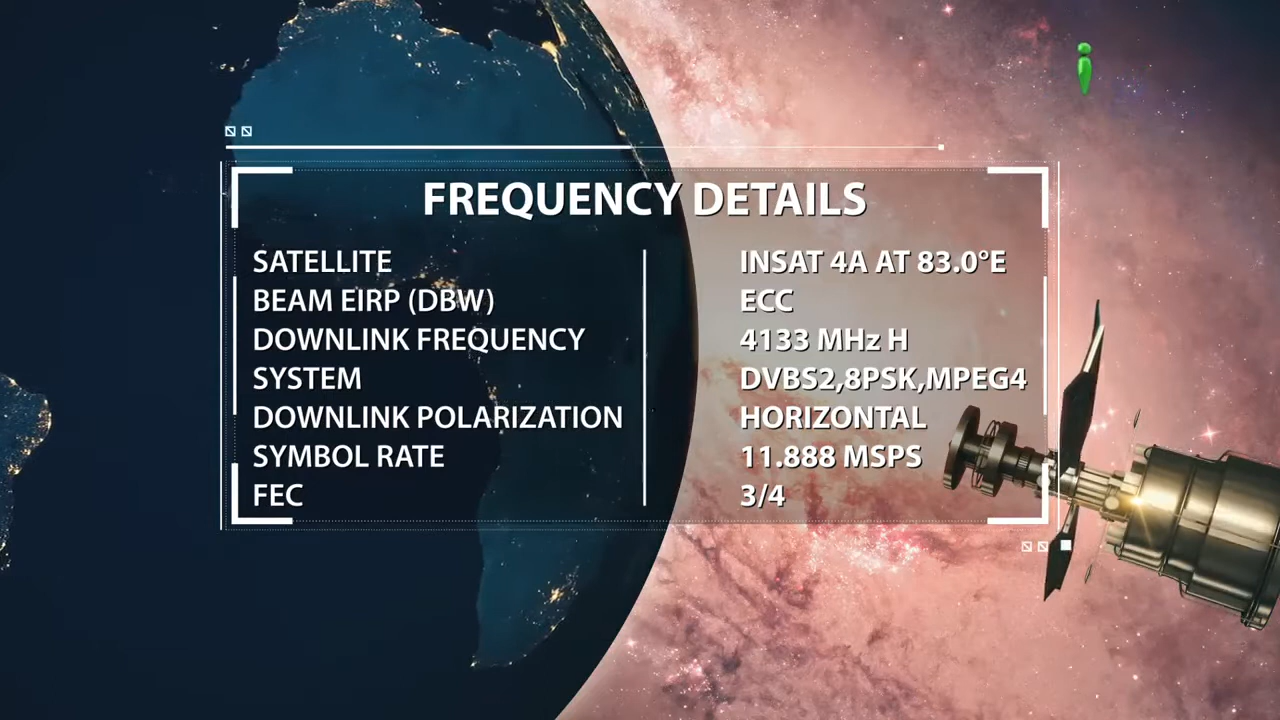 FREQUENCY DETAILS
SATELLITE INSAT 4A AT 83.0°E
BEAM EIRP (DBW) ECC
DOWNLINK FREQUENCY 4133 MHz H
SYSTEM DVBS2,8PSK,MPEG4
DOWNLINK POLARIZATION HORIZONTAL
SYMBOL RATE 11.888 MSPS
FEC 3/4